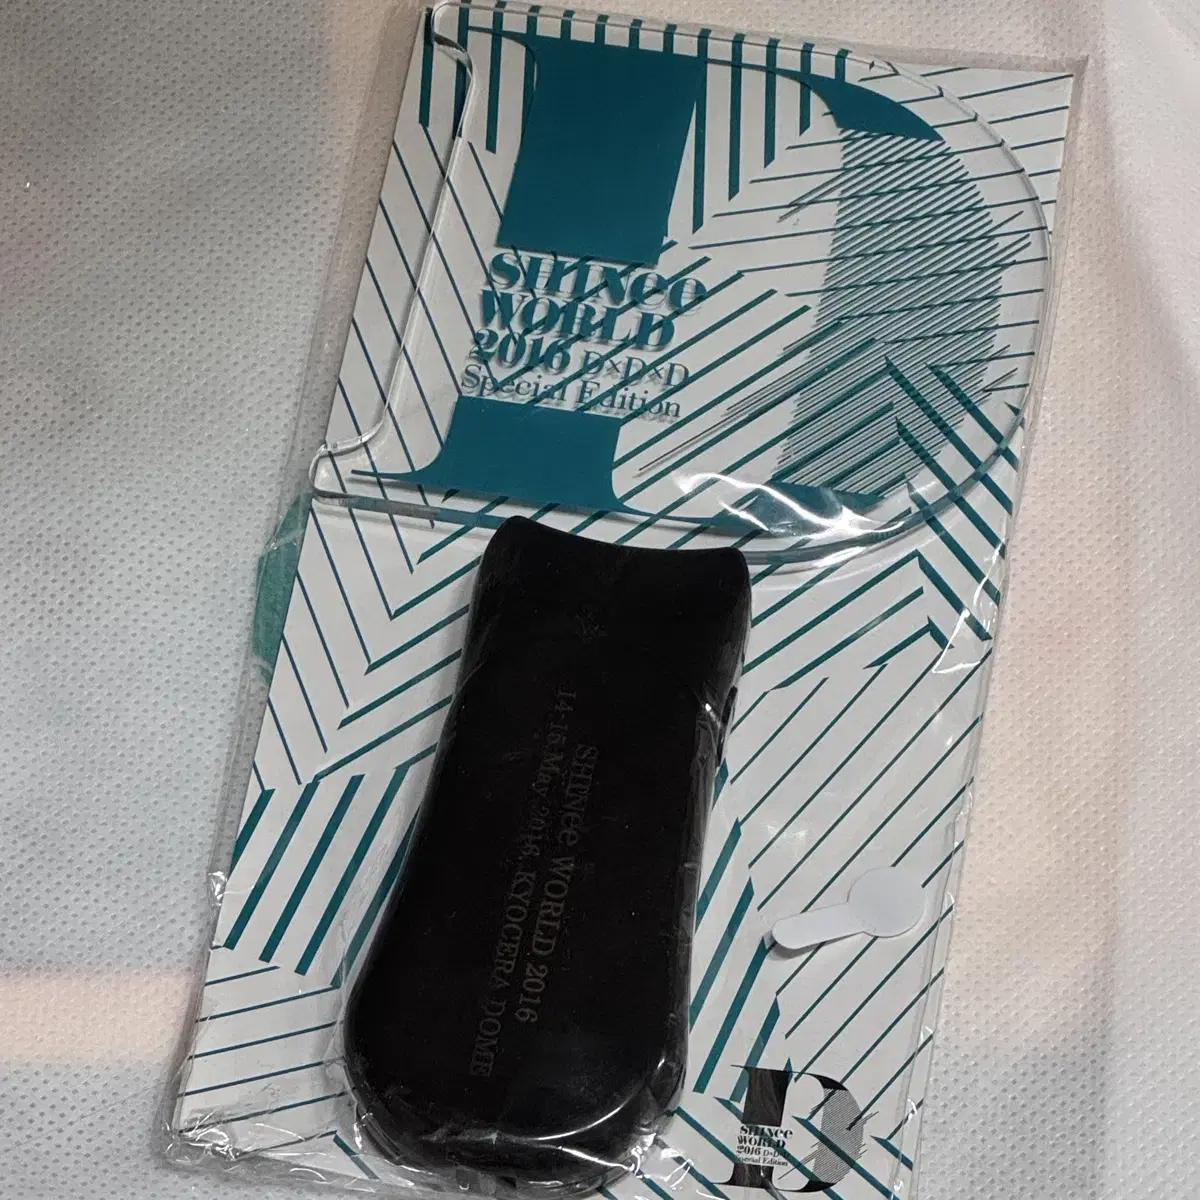 SHINee
WORLD
2016 D×D×D
Special Edition
SHINee WORLD 2016
14-15 May 2016 KYOCERA DOME
SHINee
WORLD
2016 D×D×D
Special Edition